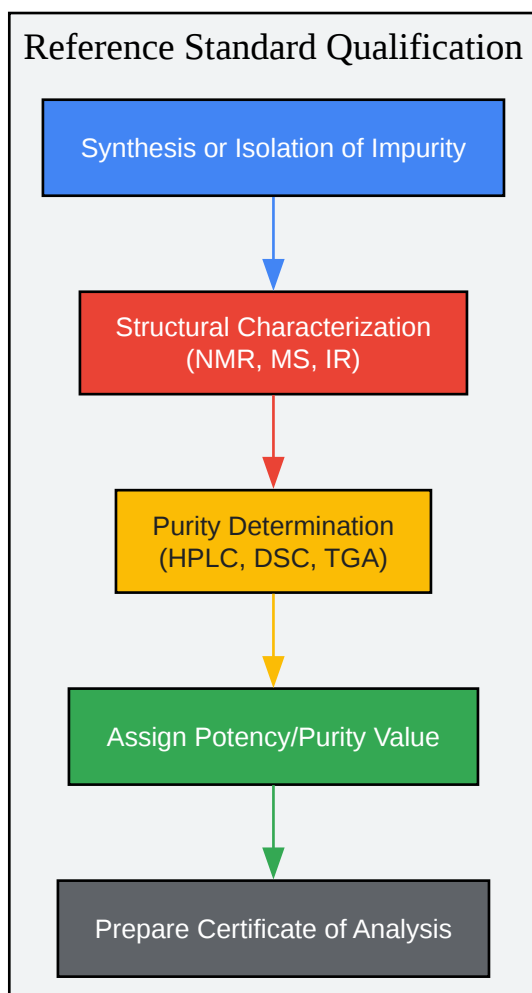 Reference Standard Qualification
Synthesis or Isolation of Impurity
Structural Characterization
(NMR, MS, IR)
Purity Determination
(HPLC, DSC, TGA)
Assign Potency/Purity Value
Prepare Certificate of Analysis